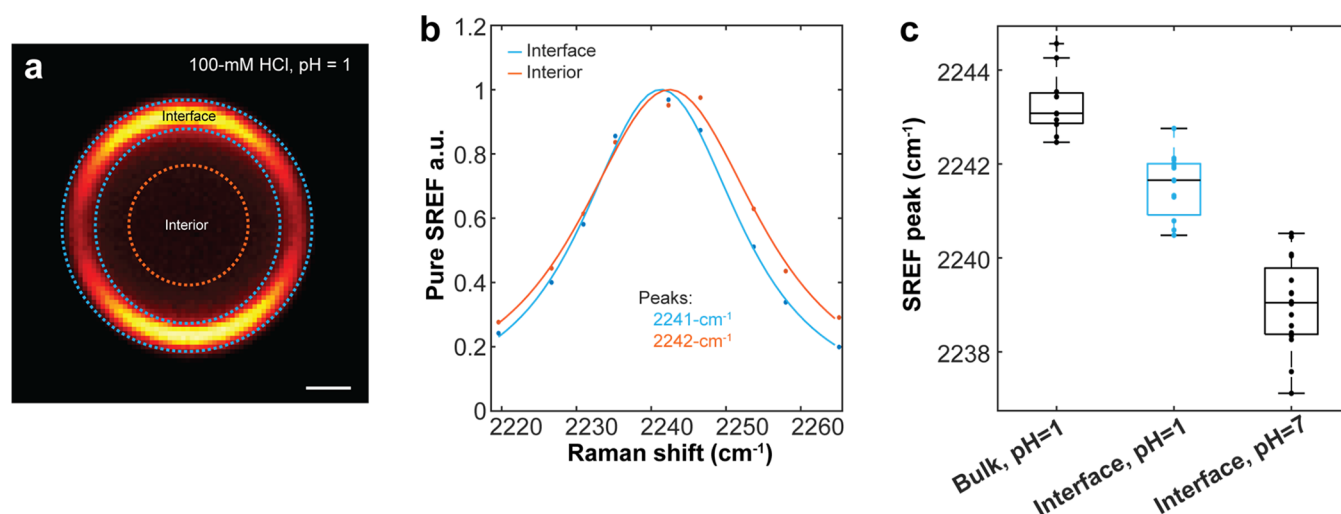 a
100-mM HCl, pH = 1
Interface
Interior
b
Interface
Interior
Pure SREF a.u.
1.2
1
0.8
0.6
0.4
0.2
0
Peaks:
2241-cm⁻¹
2242-cm⁻¹
2220 2230 2240 2250 2260
Raman shift (cm⁻¹)
c
SREF peak (cm⁻¹)
2244
2242
2240
2238
Bulk, pH=1
Interface, pH=1
Interface, pH=7